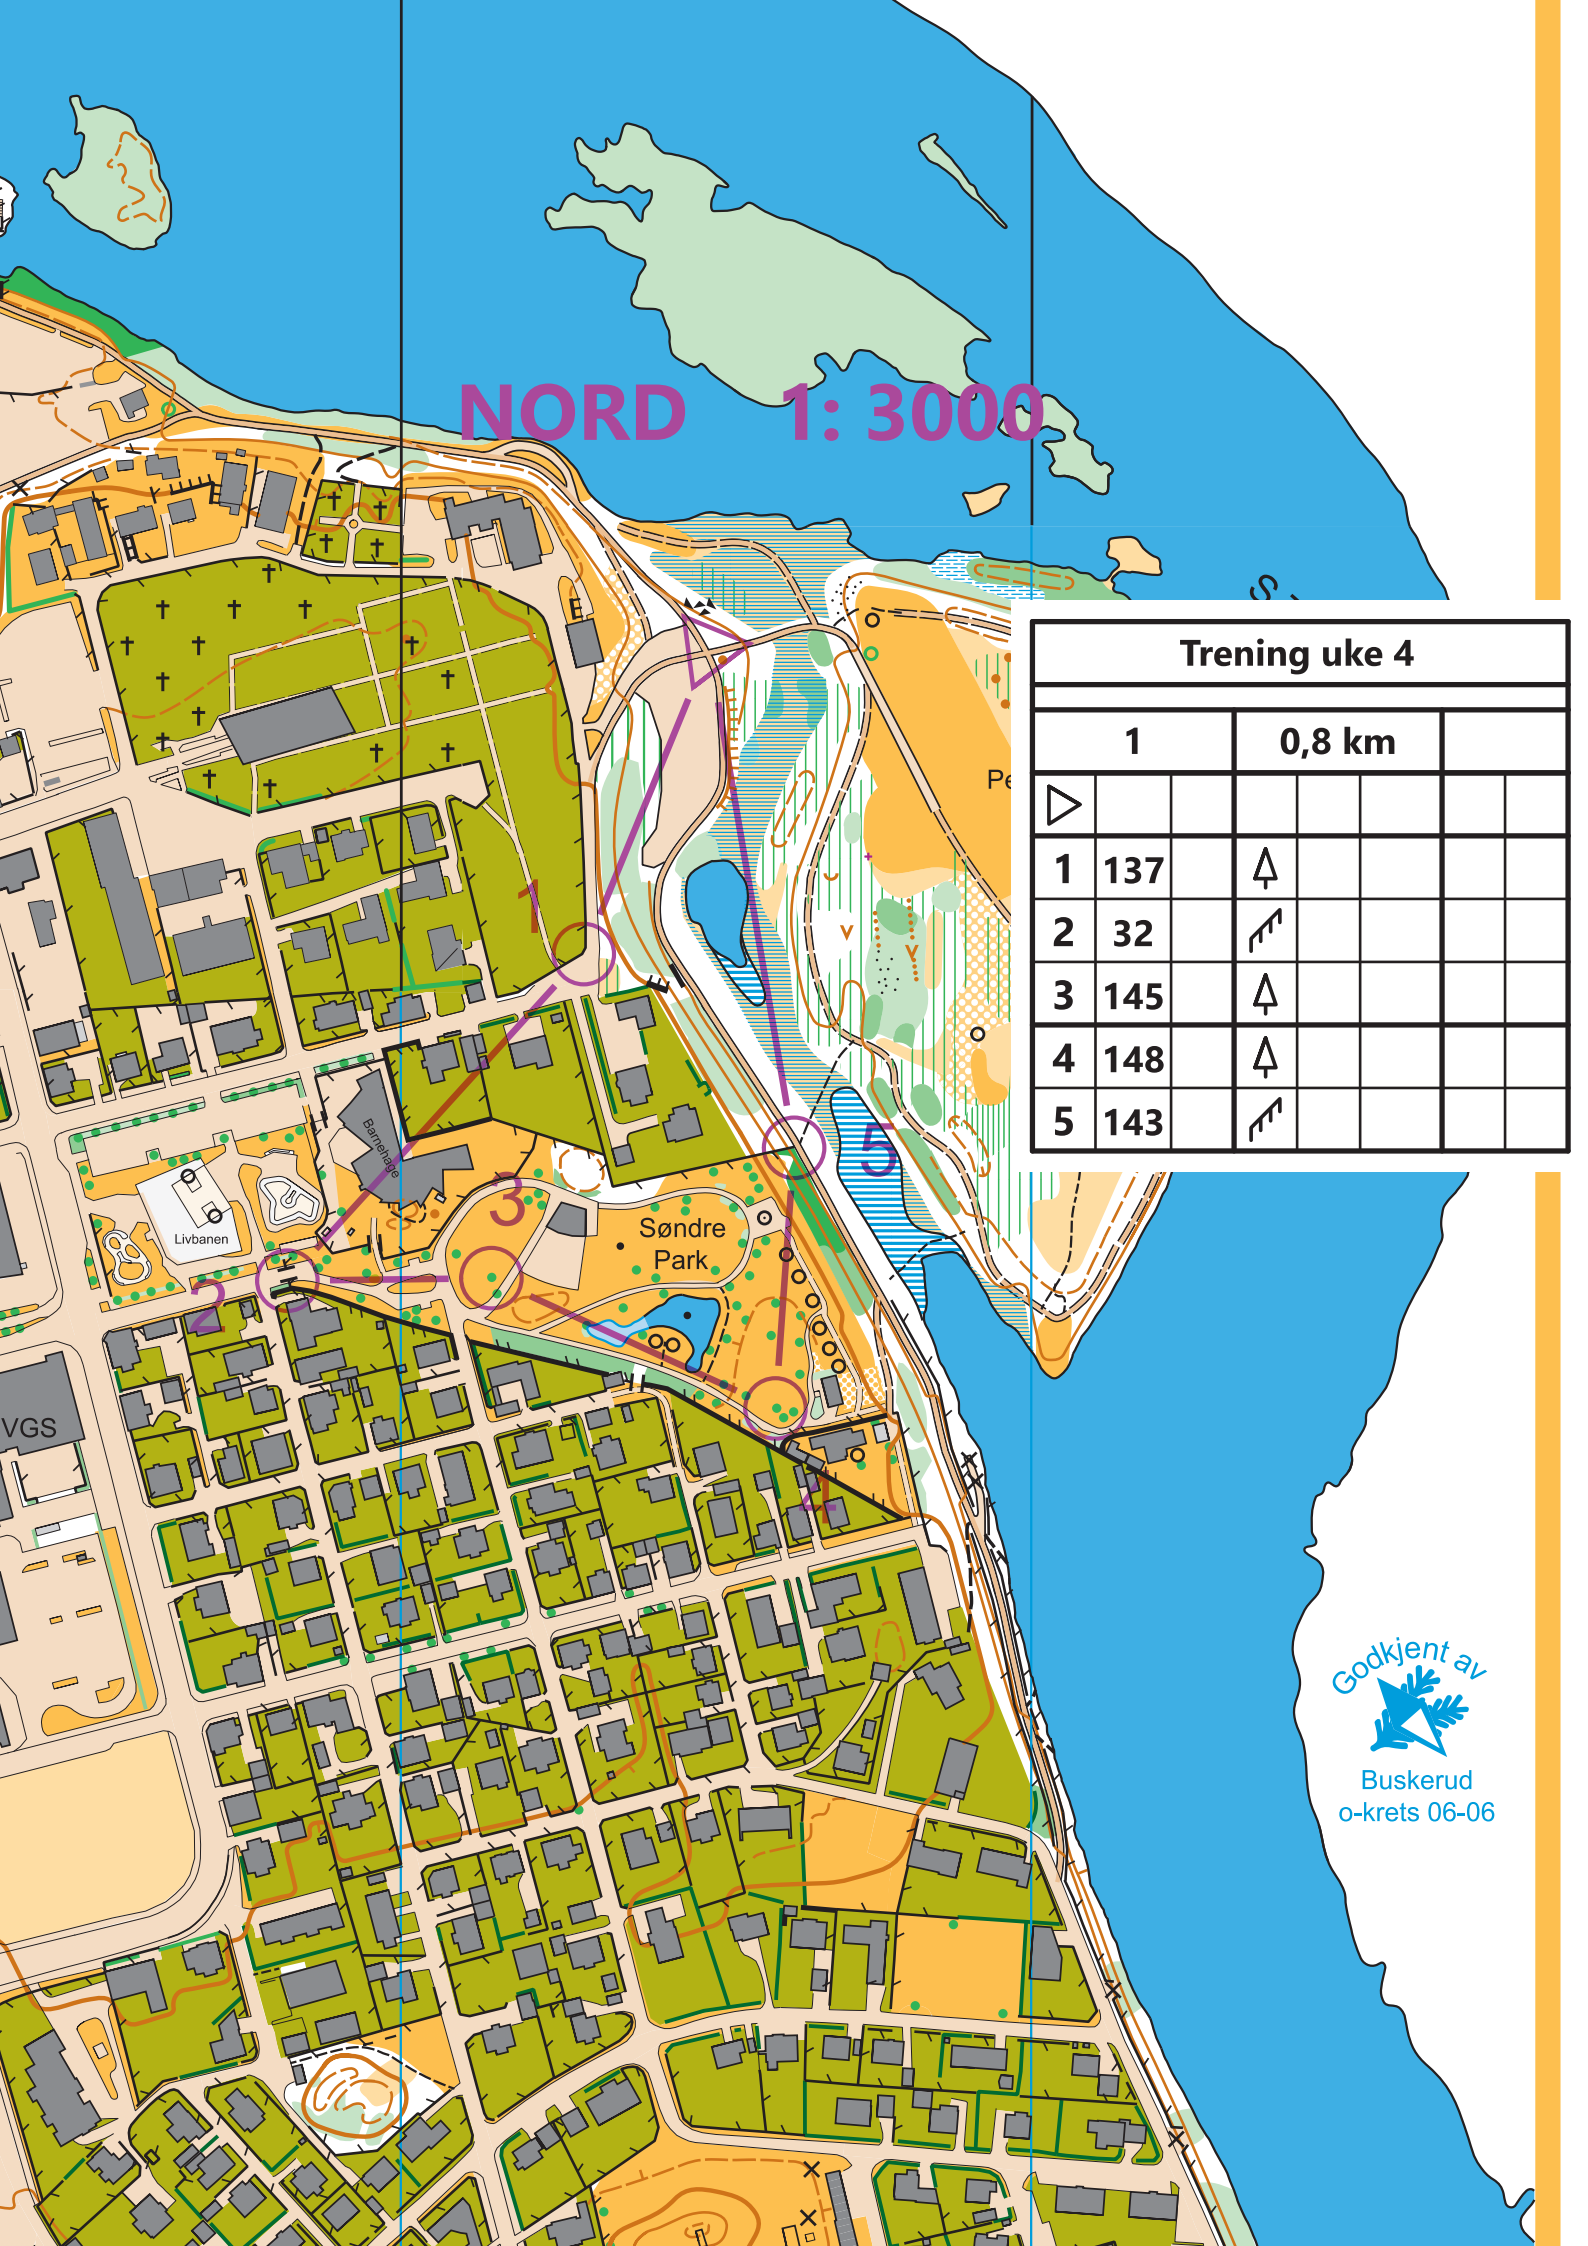 NORD 1: 3000
Trening uke 4
1 0,8 km
1 137
2 32
3 145
4 148
5 143
1
Barnehage
3
5
Livbanen
Søndre
Park
2
VGS
4
Godkjent av
Buskerud
o-krets 06-06